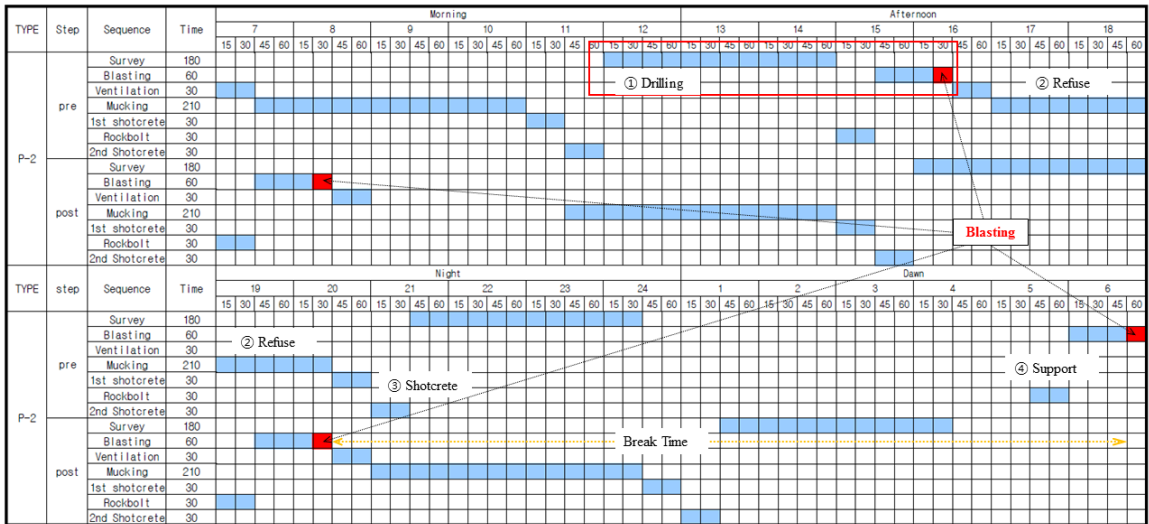 Morning Afternoon
TYPE Step Sequence Time 7 8 9 10 11 12 13 14 15 16 17 18
15 30 45 60 15 30 45 60 15 30 45 60 15 30 45 60 15 30 45 60 15 30 45 60 15 30 45 60 15 30 45 60 15 30 45 60 15 30 45 60 15 30 45 60 15 30 45 60
Survey 180
Blasting 60
① Drilling ② Refuse
Ventilation 30
pre Mucking 210
1st shotcrete 30
Rockbolt 30
2nd Shotcrete 30
P-2
Survey 180
Blasting 60
Ventilation 30
post Mucking 210
1st shotcrete 30
Blasting
Rockbolt 30
2nd Shotcrete 30
Night Dawn
TYPE step Sequence Time 19 20 21 22 23 24 1 2 3 4 5 6
15 30 45 60 15 30 45 60 15 30 45 60 15 30 45 60 15 30 45 60 15 30 45 60 15 30 45 60 15 30 45 60 15 30 45 60 15 30 45 60 15 30 45 60 15 30 45 60
Survey 180
Blasting 60
② Refuse
Ventilation 30
pre Mucking 210
④ Support
1st shotcrete 30
③ Shotcrete
Rockbolt 30
2nd Shotcrete 30
P-2
Survey 180
Blasting 60
Break Time
Ventilation 30
post Mucking 210
1st shotcrete 30
Rockbolt 30
2nd Shotcrete 30